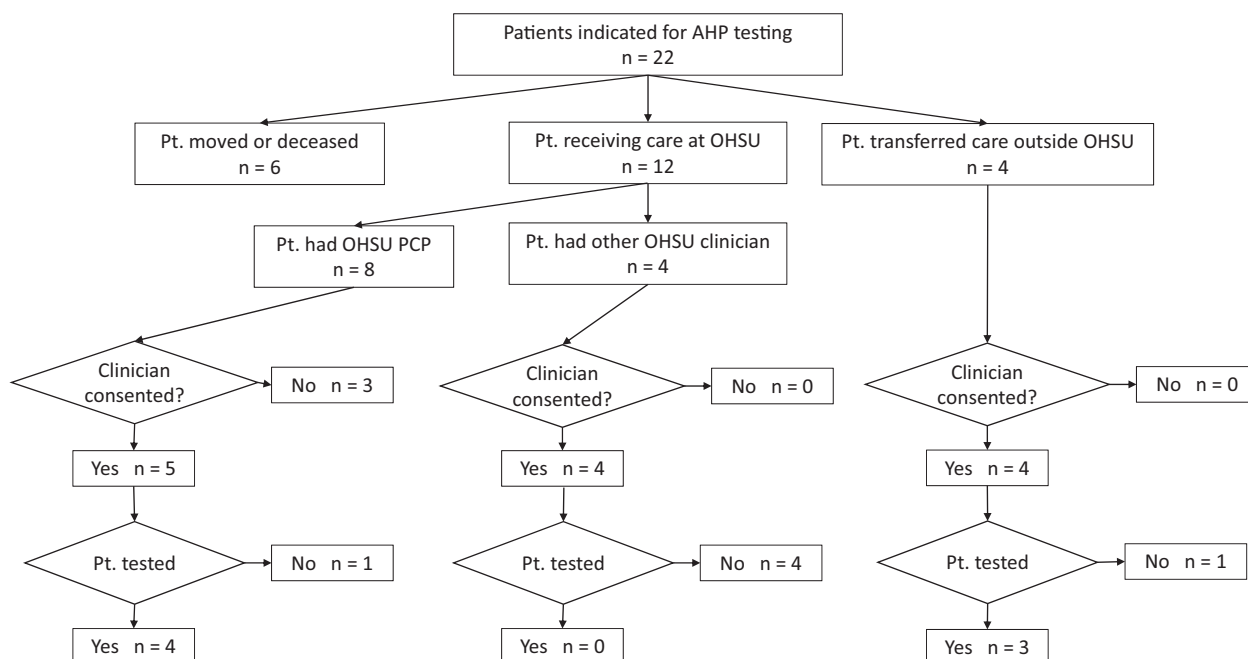 Patients indicated for AHP testing
n = 22
Pt. moved or deceased
n = 6
Pt. receiving care at OHSU
n = 12
Pt. transferred care outside OHSU
n = 4
Pt. had OHSU PCP
n = 8
Pt. had other OHSU clinician
n = 4
Clinician
consented?
No n = 3
Clinician
consented?
No n = 0
Clinician
consented?
No n = 0
Yes n = 5
Yes n = 4
Yes n = 4
Pt. tested
No n = 1
Pt. tested
No n = 4
Pt. tested
No n = 1
Yes n = 4
Yes n = 0
Yes n = 3